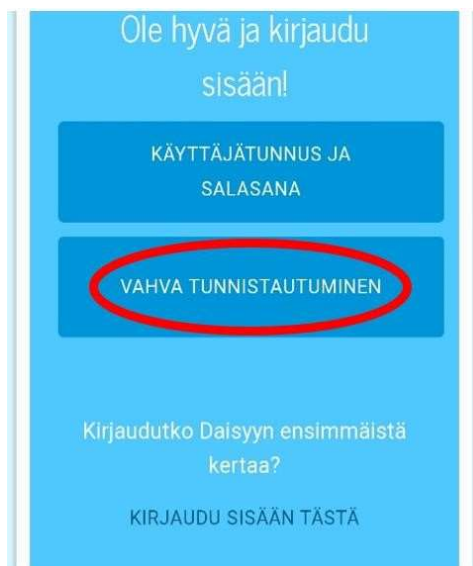 Ole hyvä ja kirjaudu
sisään!
KÄYTTÄJÄTUNNUS JA
SALASANA
VAHVA TUNNISTAUTUMINEN
Kirjaudutko Daisyyn ensimmäistä
kertaa?
KIRJAUDU SISÄÄN TÄSTÄ